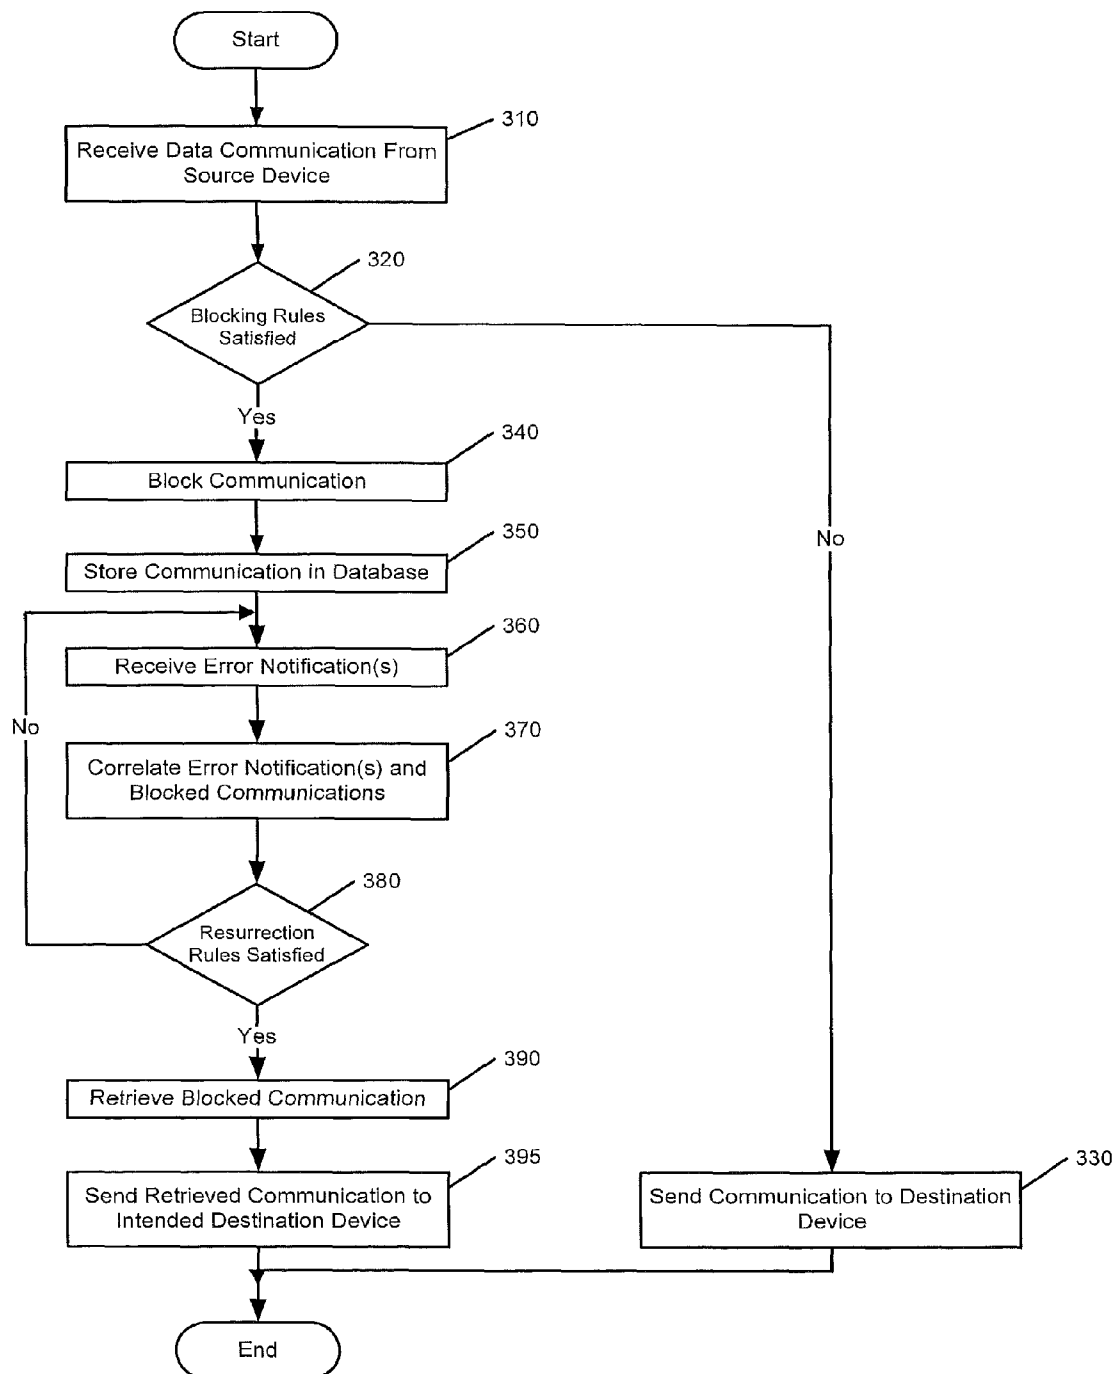 Start
310
Receive Data Communication From
Source Device
320
Blocking Rules
Satisfied
Yes
340
Block Communication
No
350
Store Communication in Database
360
Receive Error Notification(s)
No
370
Correlate Error Notification(s) and
Blocked Communications
380
Resurrection
Rules Satisfied
Yes
390
Retrieve Blocked Communication
395
Send Retrieved Communication to
Intended Destination Device
330
Send Communication to Destination
Device
End